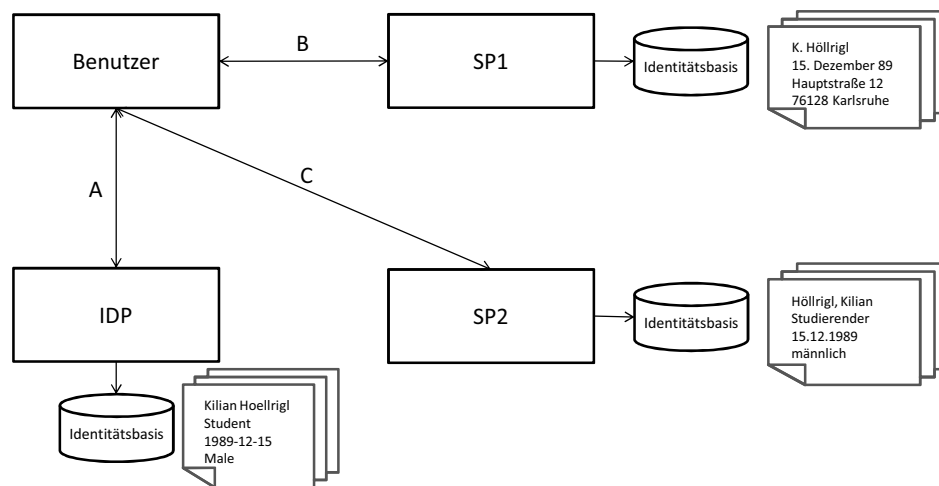 Benutzer
B
SP1
Identitätsbasis
K. Höllrigl
15. Dezember 89
Hauptstraße 12
76128 Karlsruhe
A
C
IDP
SP2
Identitätsbasis
Höllrigl, Kilian
Studierender
15.12.1989
männlich
Identitätsbasis
Kilian Hoellrigl
Student
1989-12-15
Male